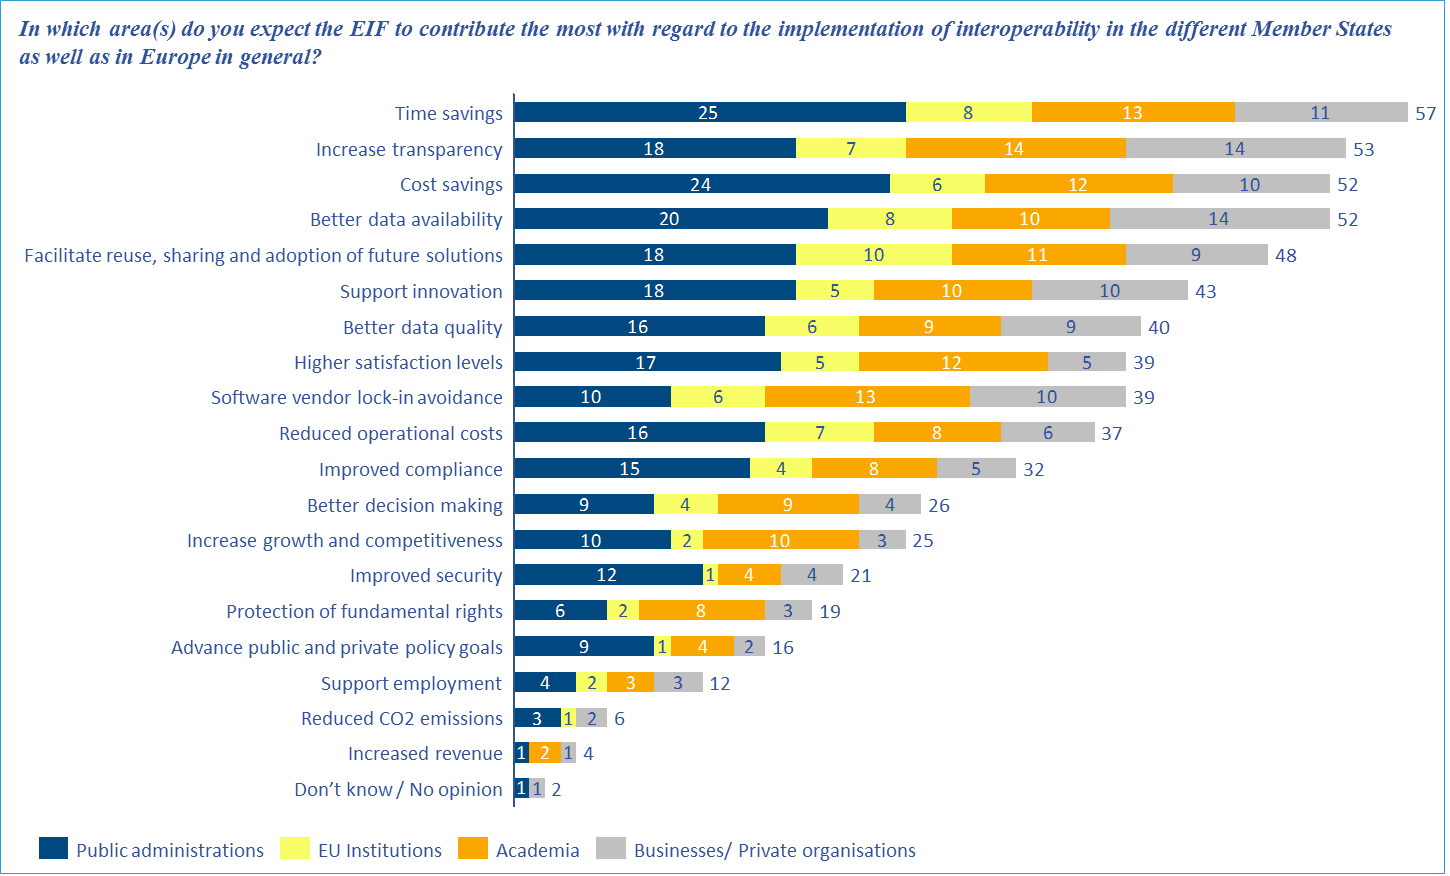 In which area(s) do you expect the EIF to contribute the most with regard to the implementation of interoperability in the different Member States
as well as in Europe in general?
Time savings 25 8 13 11 57
Increase transparency 18 7 14 14 53
Cost savings 24 6 12 10 52
Better data availability 20 8 10 14 52
Facilitate reuse, sharing and adoption of future solutions 18 10 11 9 48
Support innovation 18 5 10 10 43
Better data quality 16 6 9 9 40
Higher satisfaction levels 17 5 12 5 39
Software vendor lock-in avoidance 10 6 13 10 39
Reduced operational costs 16 7 8 6 37
Improved compliance 15 4 8 5 32
Better decision making 9 4 9 4 26
Increase growth and competitiveness 10 2 10 3 25
Improved security 12 1 4 4 21
Protection of fundamental rights 6 2 8 3 19
Advance public and private policy goals 9 1 4 2 16
Support employment 4 2 3 3 12
Reduced CO2 emissions 3 1 2 6
Increased revenue 1 2 1 4
Don't know / No opinion 1 1 2
Public administrations EU Institutions Academia Businesses/ Private organisations